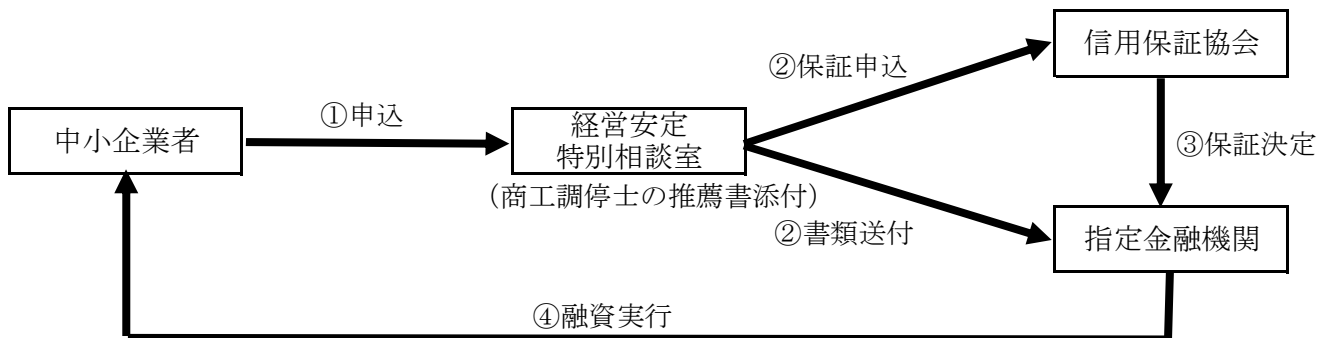 信用保証協会
②保証申込
①申込
中小企業者
経営安定
特別相談室
③保証決定
(商工調停士の推薦書添付)
②書類送付
指定金融機関
④融資実行